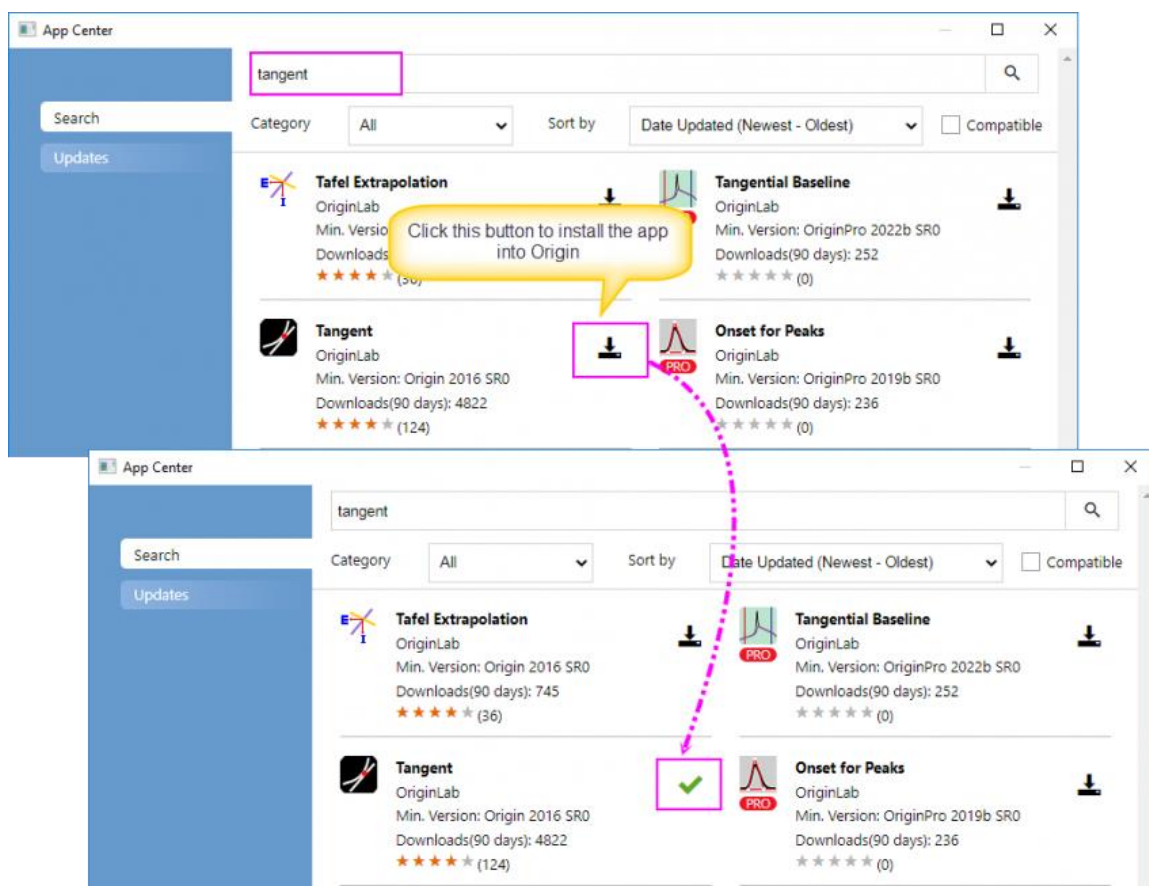 App Center
tangent
Search
Updates
Category All Sort by Date Updated (Newest - Oldest) Compatible
E I
Tafel Extrapolation
OriginLab
Min. Versio
Downloads
(36)
Click this button to install the app
into Origin
Tangential Baseline
OriginLab
Min. Version: OriginPro 2022b SR0
Downloads(90 days): 252
(0)
Tangent
OriginLab
Min. Version: Origin 2016 SR0
Downloads(90 days): 4822
(124)
PRO
Onset for Peaks
OriginLab
Min. Version: OriginPro 2019b SR0
Downloads(90 days): 236
(0)
App Center
tangent
Search
Updates
Category All Sort by Date Updated (Newest - Oldest) Compatible
E I
Tafel Extrapolation
OriginLab
Min. Version: Origin 2016 SR0
Downloads(90 days): 745
(36)
PRO
Tangential Baseline
OriginLab
Min. Version: OriginPro 2022b SR0
Downloads(90 days): 252
(0)
Tangent
OriginLab
Min. Version: Origin 2016 SR0
Downloads(90 days): 4822
(124)
PRO
Onset for Peaks
OriginLab
Min. Version: OriginPro 2019b SR0
Downloads(90 days): 236
(0)